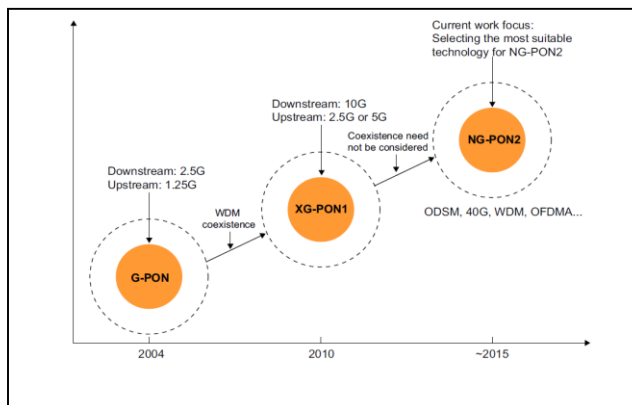 Current work focus:
Selecting the most suitable
technology for NG-PON2
Downstream: 10G
Upstream: 2.5G or 5G
Coexistence need
not be considered
NG-PON2
Downstream: 2.5G
Upstream: 1.25G
WDM
coexistence
XG-PON1
ODSM, 40G, WDM, OFDMA...
G-PON
2004
2010
~2015